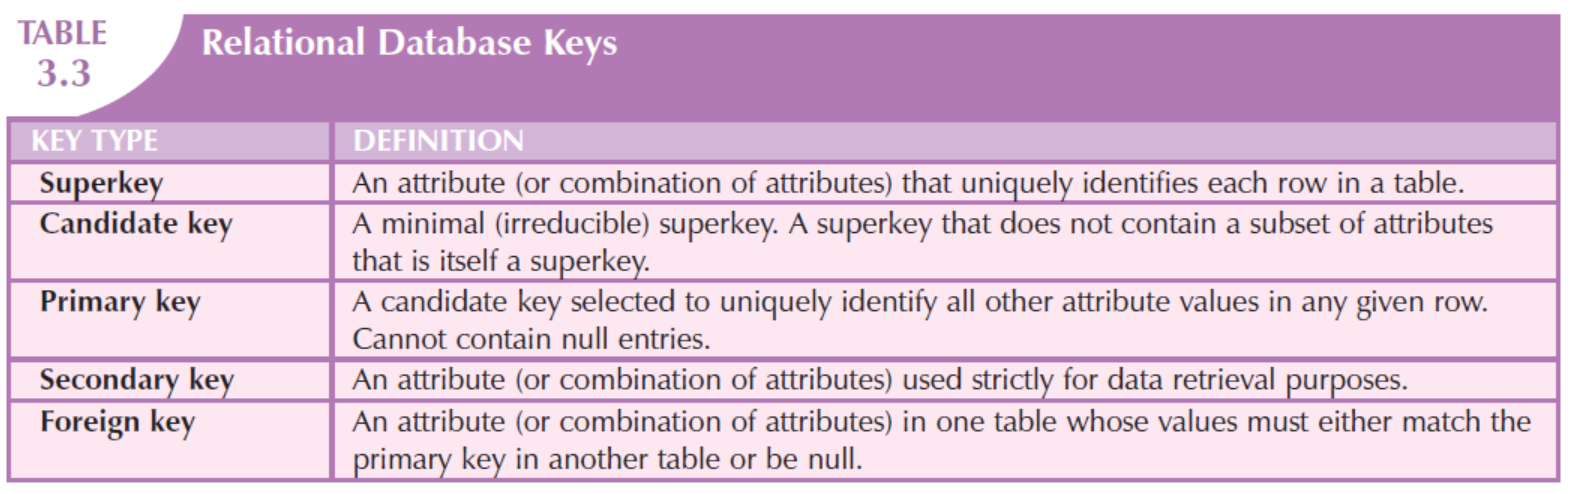 TABLE
3.3
Relational Database Keys
KEY TYPE DEFINITION
Superkey An attribute (or combination of attributes) that uniquely identifies each row in a table.
Candidate key A minimal (irreducible) superkey. A superkey that does not contain a subset of attributes
that is itself a superkey.
Primary key A candidate key selected to uniquely identify all other attribute values in any given row.
Cannot contain null entries.
Secondary key An attribute (or combination of attributes) used strictly for data retrieval purposes.
Foreign key An attribute (or combination of attributes) in one table whose values must either match the
primary key in another table or be null.